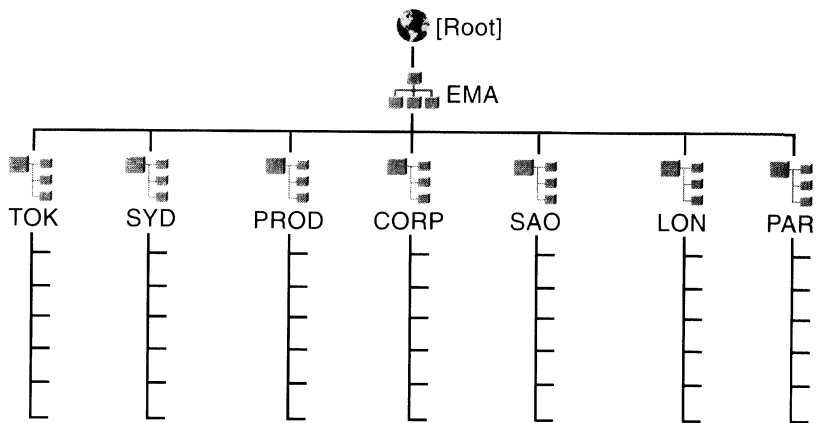 [Root]
EMA
TOK SYD PROD CORP SAO LON PAR